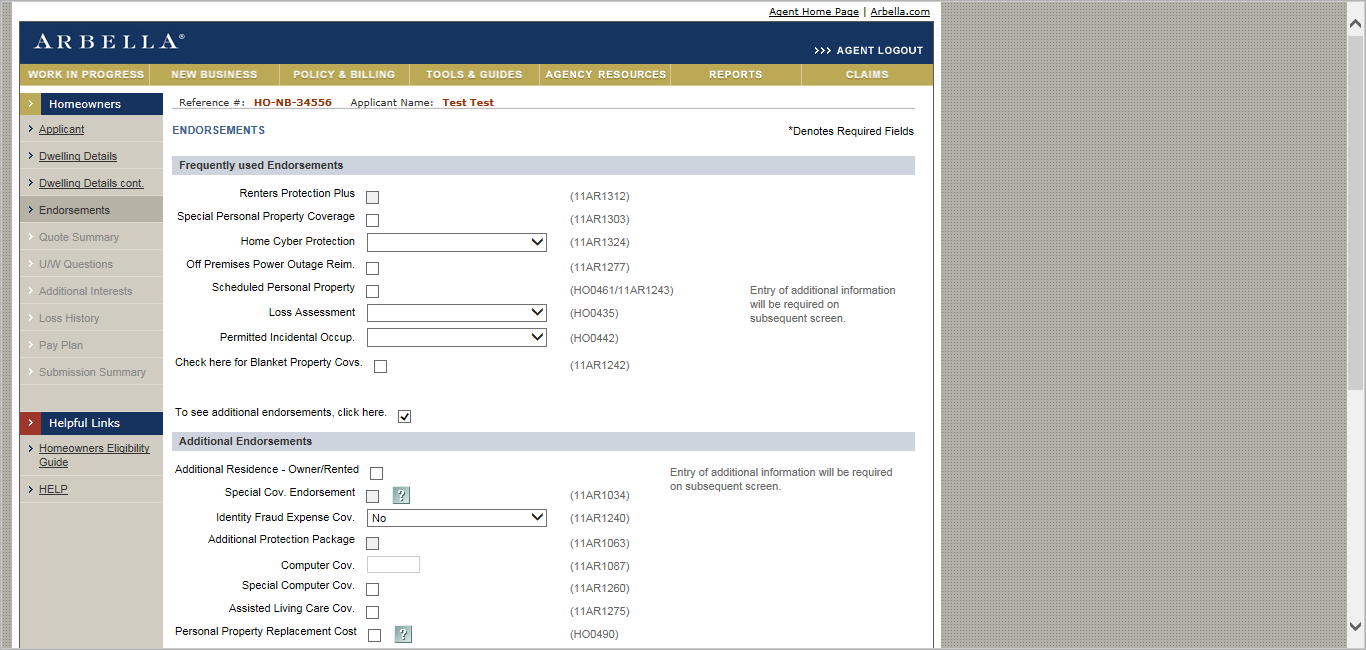 Agent Home Page | Arbella.com
ARBELLA®
>>> AGENT LOGOUT
WORK IN PROGRESS NEW BUSINESS POLICY & BILLING TOOLS & GUIDES AGENCY RESOURCES REPORTS CLAIMS
Homeowners
Applicant
Dwelling Details
Dwelling Details cont.
Endorsements
Quote Summary
U/W Questions
Additional Interests
Loss History
Pay Plan
Submission Summary
Helpful Links
Homeowners Eligibility
Guide
HELP
Reference #: HO-NB-34556 Applicant Name: Test Test
ENDORSEMENTS
*Denotes Required Fields
Frequently used Endorsements
Renters Protection Plus (11AR1312)
Special Personal Property Coverage (11AR1303)
Home Cyber Protection (11AR1324)
Off Premises Power Outage Reim. (11AR1277)
Scheduled Personal Property (HO0461/11AR1243)
Entry of additional information
will be required on
subsequent screen.
Loss Assessment (HO0435)
Permitted Incidental Occup. (HO0442)
Check here for Blanket Property Covs. (11AR1242)
To see additional endorsements, click here.
Additional Endorsements
Additional Residence - Owner/Rented
Entry of additional information will be required
on subsequent screen.
Special Cov. Endorsement ? (11AR1034)
Identity Fraud Expense Cov. No (11AR1240)
Additional Protection Package (11AR1063)
Computer Cov. (11AR1087)
Special Computer Cov. (11AR1260)
Assisted Living Care Cov. (11AR1275)
Personal Property Replacement Cost ? (HO0490)